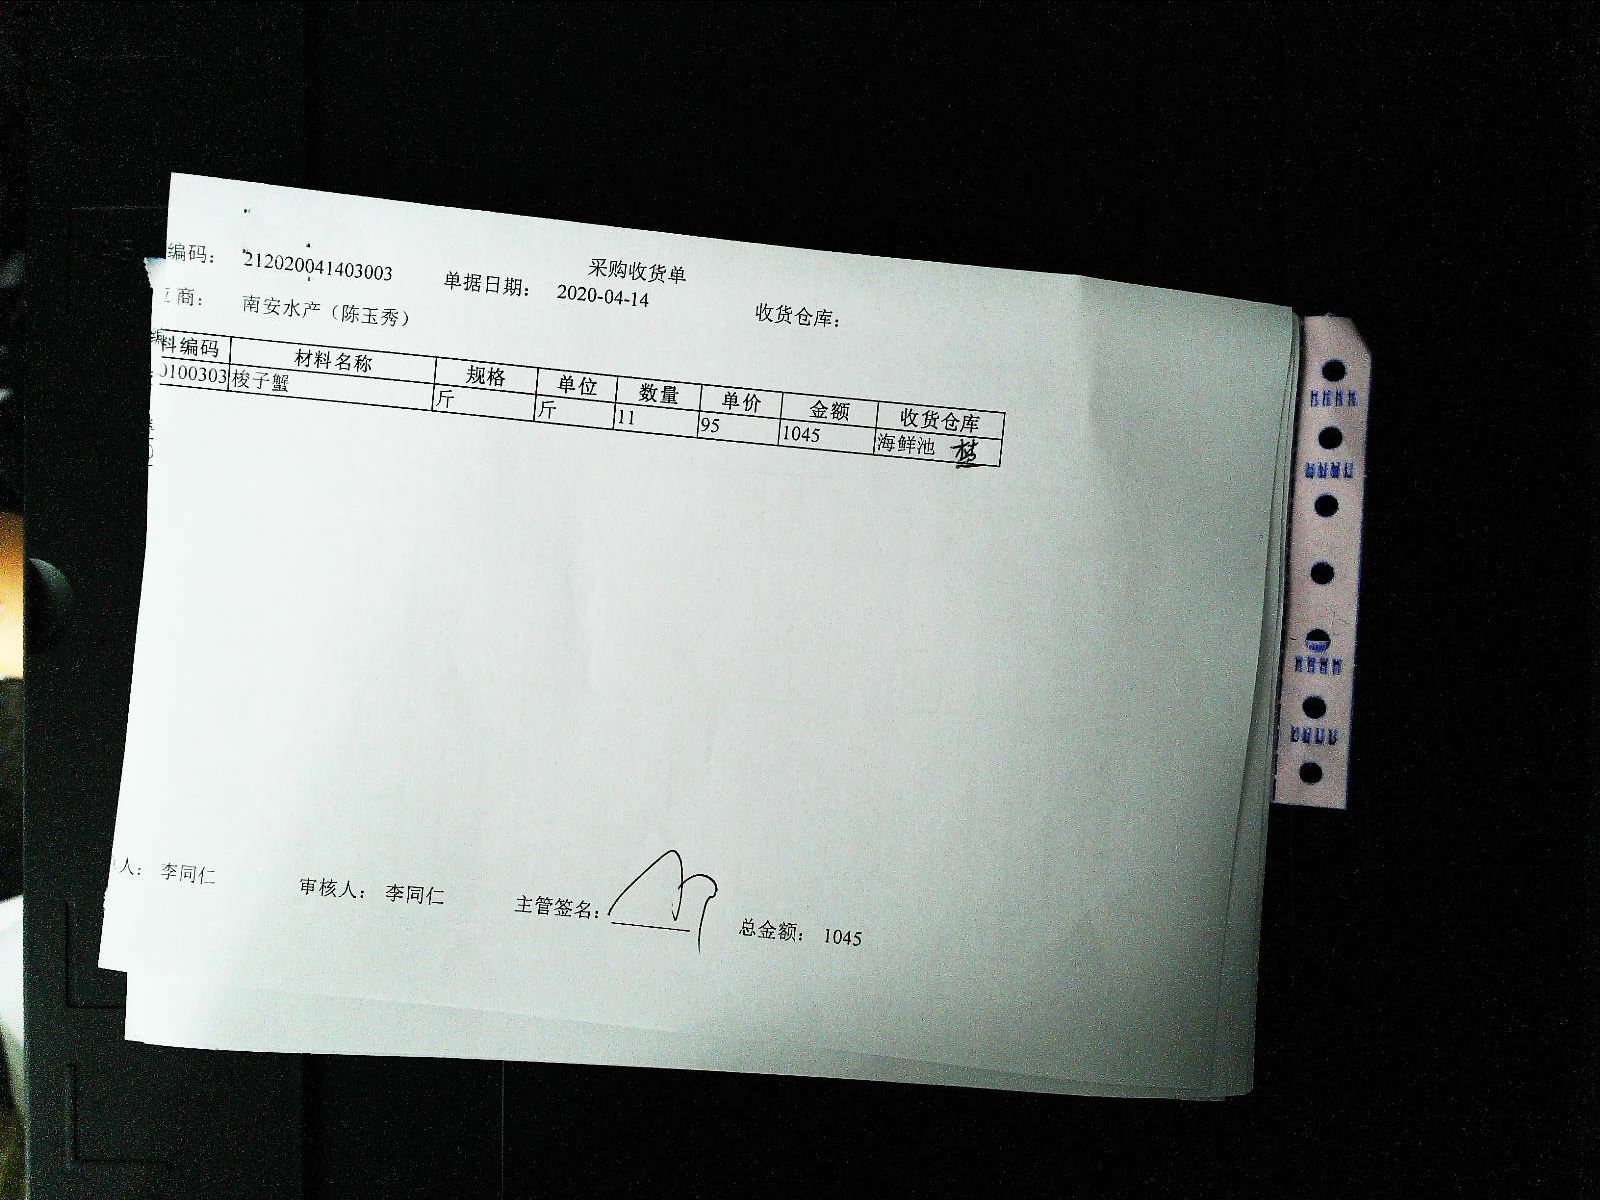 采购收货单
编码： 212020041403003 单据日期： 2020-04-14 收货仓库：
商： 南安水产（陈玉秀）
料编码 材料名称 规格 单位 数量 单价 金额 收货仓库
0100303 梭子蟹 斤 斤 11 95 1045 海鲜池
人： 李同仁 审核人： 李同仁 主管签名： 总金额： 1045